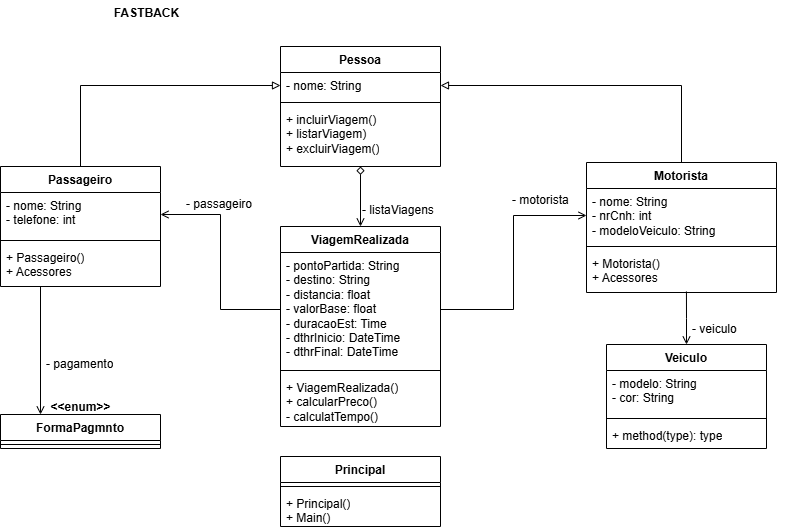 FASTBACK
Pessoa
- nome: String
+ incluirViagem()
+ listarViagem)
+ excluirViagem()
Passageiro
- nome: String
- telefone: int
+ Passageiro()
+ Acessores
- passageiro
- listaViagens
- motorista
Motorista
- nome: String
- nrCnh: int
- modeloVeiculo: String
+ Motorista()
+ Acessores
ViagemRealizada
- pontoPartida: String
- destino: String
- distancia: float
- valorBase: float
- duracaoEst: Time
- dthrInicio: DateTime
- dthrFinal: DateTime
+ ViagemRealizada()
+ calcularPreco()
- calculatTempo()
- pagamento
<<enum>>
FormaPagmnto
- veiculo
Veiculo
- modelo: String
- cor: String
+ method(type): type
Principal
+ Principal()
+ Main()